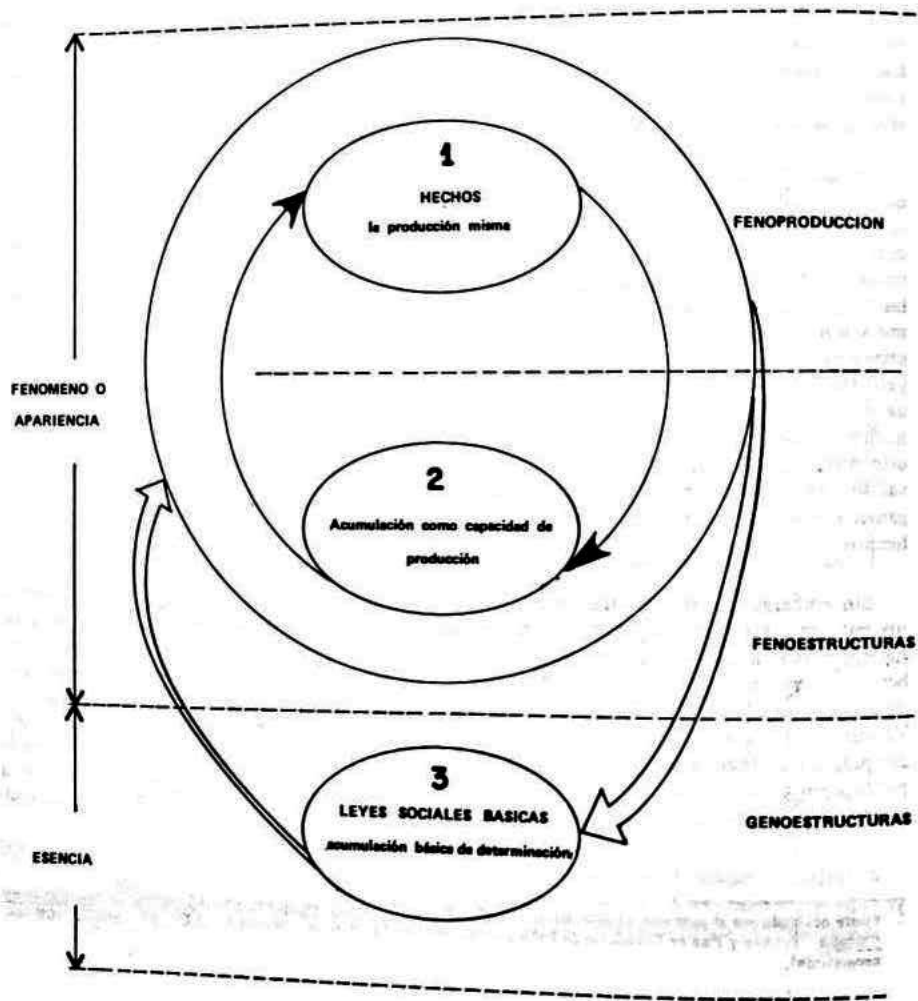 1
HECHOS
la producción misma
FENOPRODUCCION
FENOMENO O
APARIENCIA
2
Acumulación como capacidad de
producción
FENOESTRUCTURAS
3
LEYES SOCIALES BASICAS
acumulación básica de determinación.
GENOESTRUCTURAS
ESENCIA